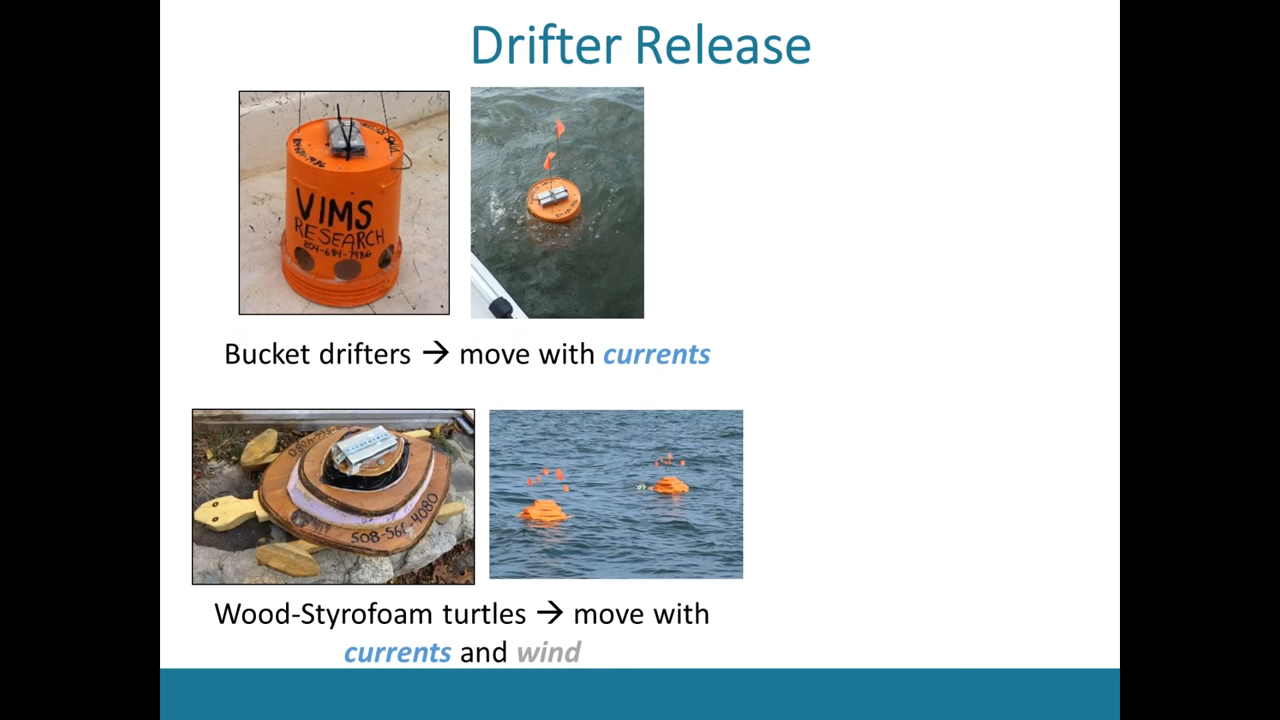 Drifter Release
VIMS
RESEARCH
804-684-7986
Bucket drifters → move with currents
508-566-4080
Wood-Styrofoam turtles → move with
currents and wind